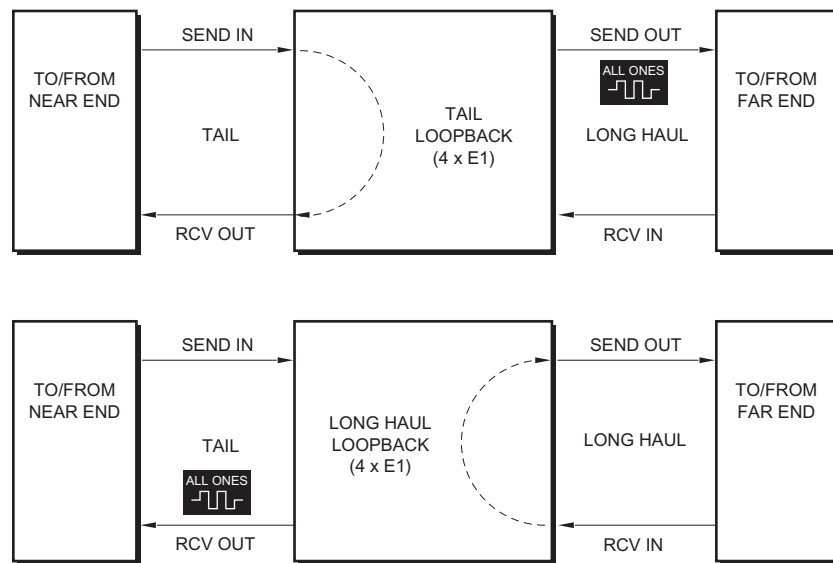 SEND IN
SEND OUT
TO/FROM
NEAR END
ALL ONES
TO/FROM
FAR END
TAIL
TAIL
LOOPBACK
(4 x E1)
LONG HAUL
RCV OUT
RCV IN
SEND IN
SEND OUT
TO/FROM
NEAR END
TO/FROM
FAR END
LONG HAUL
LOOPBACK
(4 x E1)
TAIL
LONG HAUL
ALL ONES
RCV OUT
RCV IN